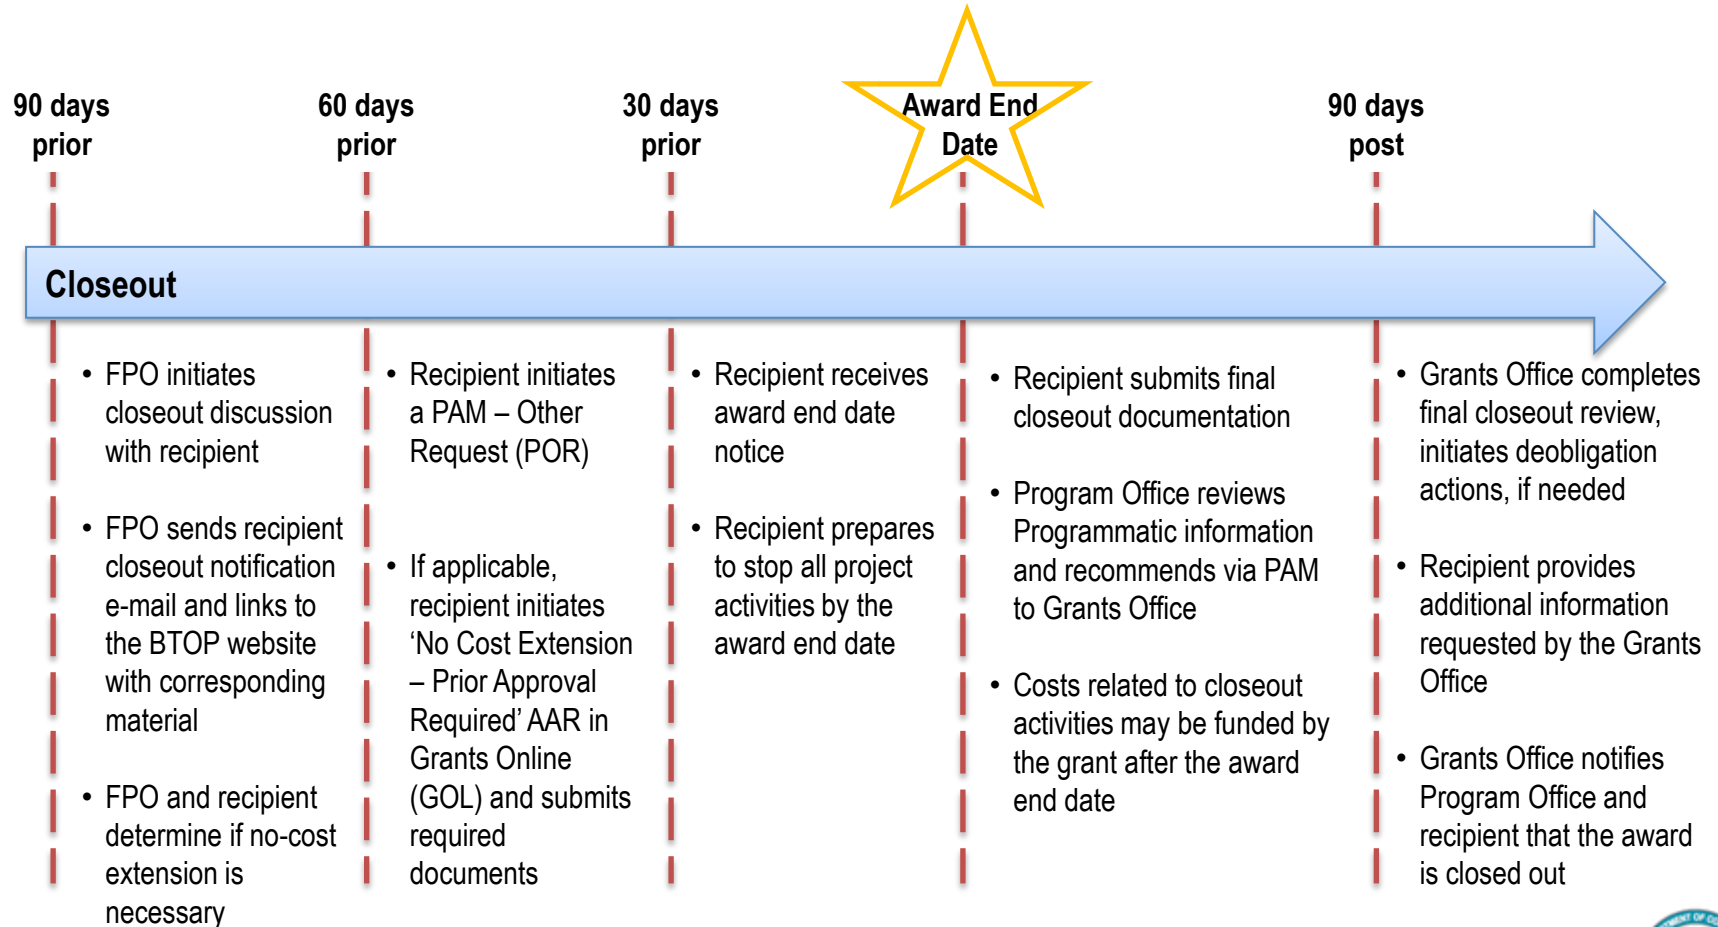 90 days
prior
60 days
prior
30 days
prior
Award End
Date
90 days
post
Closeout
• FPO initiates
closeout discussion
with recipient
• FPO sends recipient
closeout notification
e-mail and links to
the BTOP website
with corresponding
material
• FPO and recipient
determine if no-cost
extension is
necessary
• Recipient initiates
a PAM – Other
Request (POR)
• If applicable,
recipient initiates
‘No Cost Extension
– Prior Approval
Required’ AAR in
Grants Online
(GOL) and submits
required
documents
• Recipient receives
award end date
notice
• Recipient prepares
to stop all project
activities by the
award end date
• Recipient submits final
closeout documentation
• Program Office reviews
Programmatic information
and recommends via PAM
to Grants Office
• Costs related to closeout
activities may be funded by
the grant after the award
end date
• Grants Office completes
final closeout review,
initiates deobligation
actions, if needed
• Recipient provides
additional information
requested by the Grants
Office
• Grants Office notifies
Program Office and
recipient that the award
is closed out